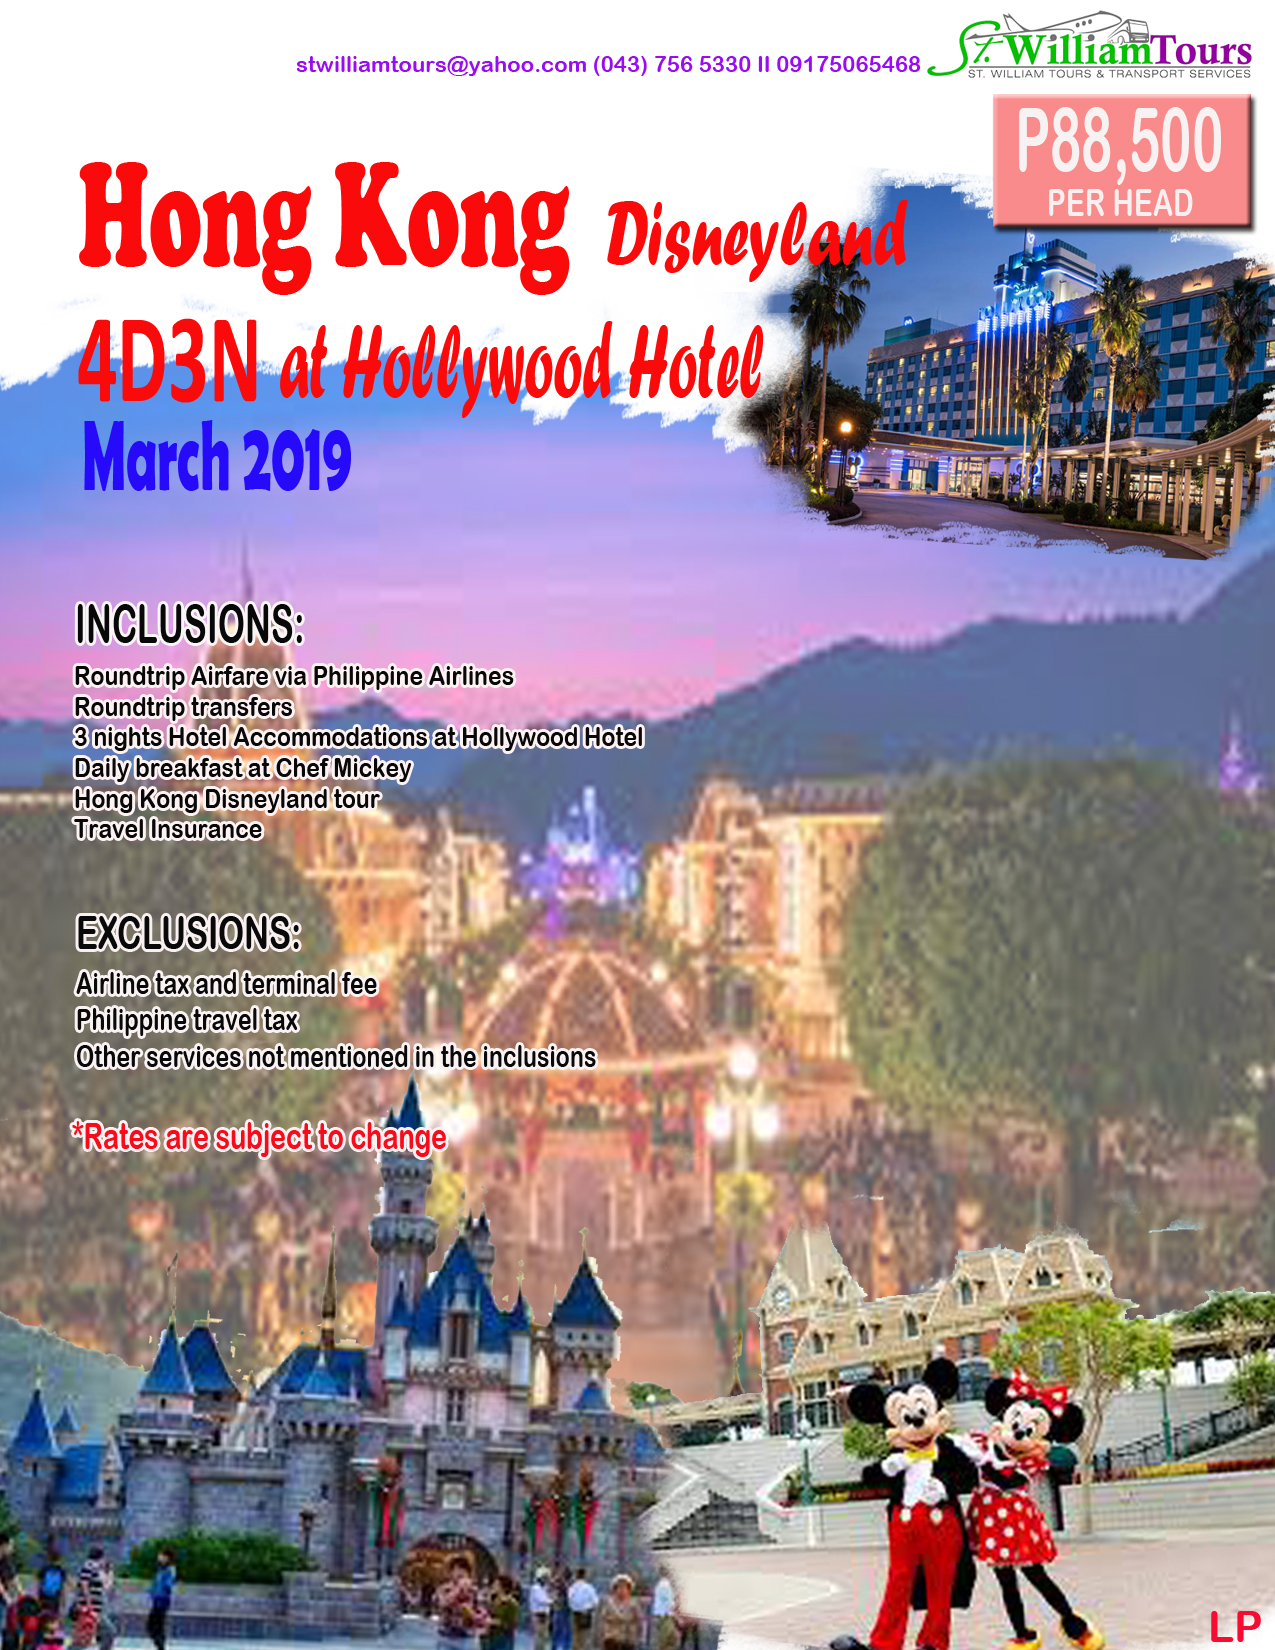 stwilliamtours@yahoo.com (043) 756 5330 II 09175065468
St. WilliamTours
ST. WILLIAM TOURS & TRANSPORT SERVICES
P88,500
PER HEAD
Hong Kong Disneyland
4D3N at Hollywood Hotel
March 2019
INCLUSIONS:
Roundtrip Airfare via Philippine Airlines
Roundtrip transfers
3 nights Hotel Accommodations at Hollywood Hotel
Daily breakfast at Chef Mickey
Hong Kong Disneyland tour
Travel Insurance
EXCLUSIONS:
Airline tax and terminal fee
Philippine travel tax
Other services not mentioned in the inclusions
*Rates are subject to change
LP